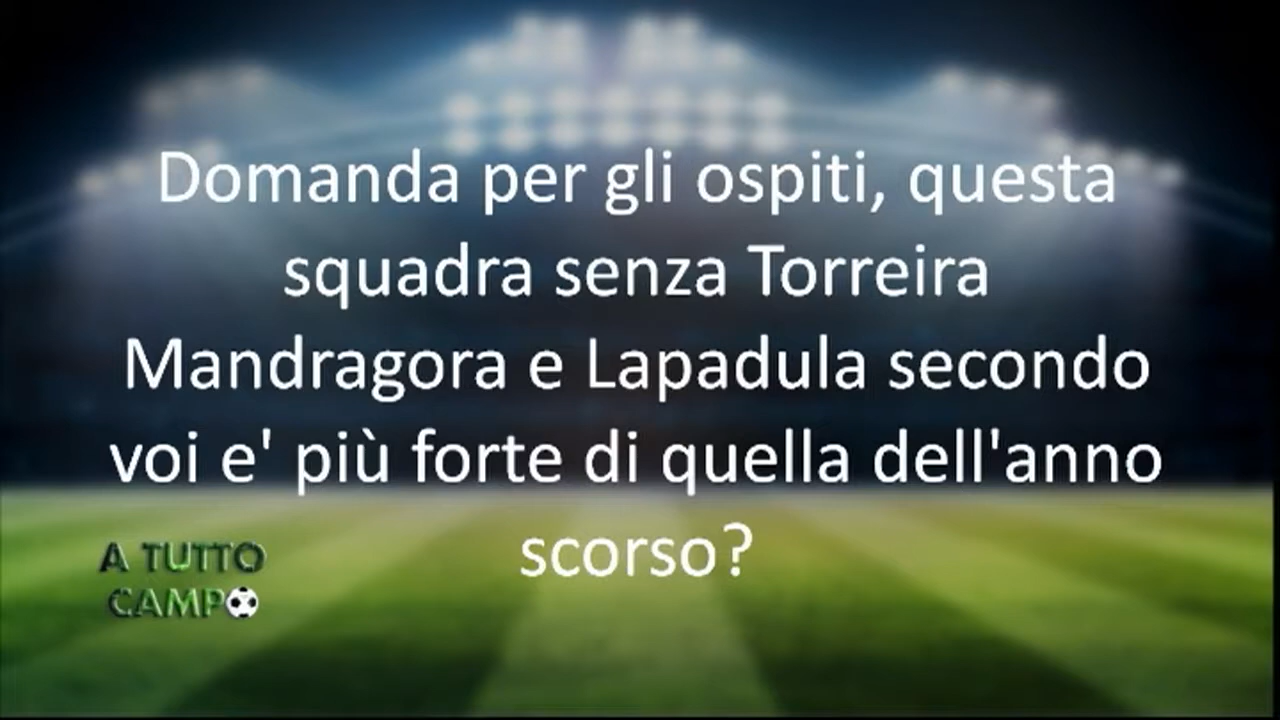 Domanda per gli ospiti, questa
squadra senza Torreira
Mandragora e Lapadula secondo
voi e' più forte di quella dell'anno
scorso?
A TUTTO
CAMPO